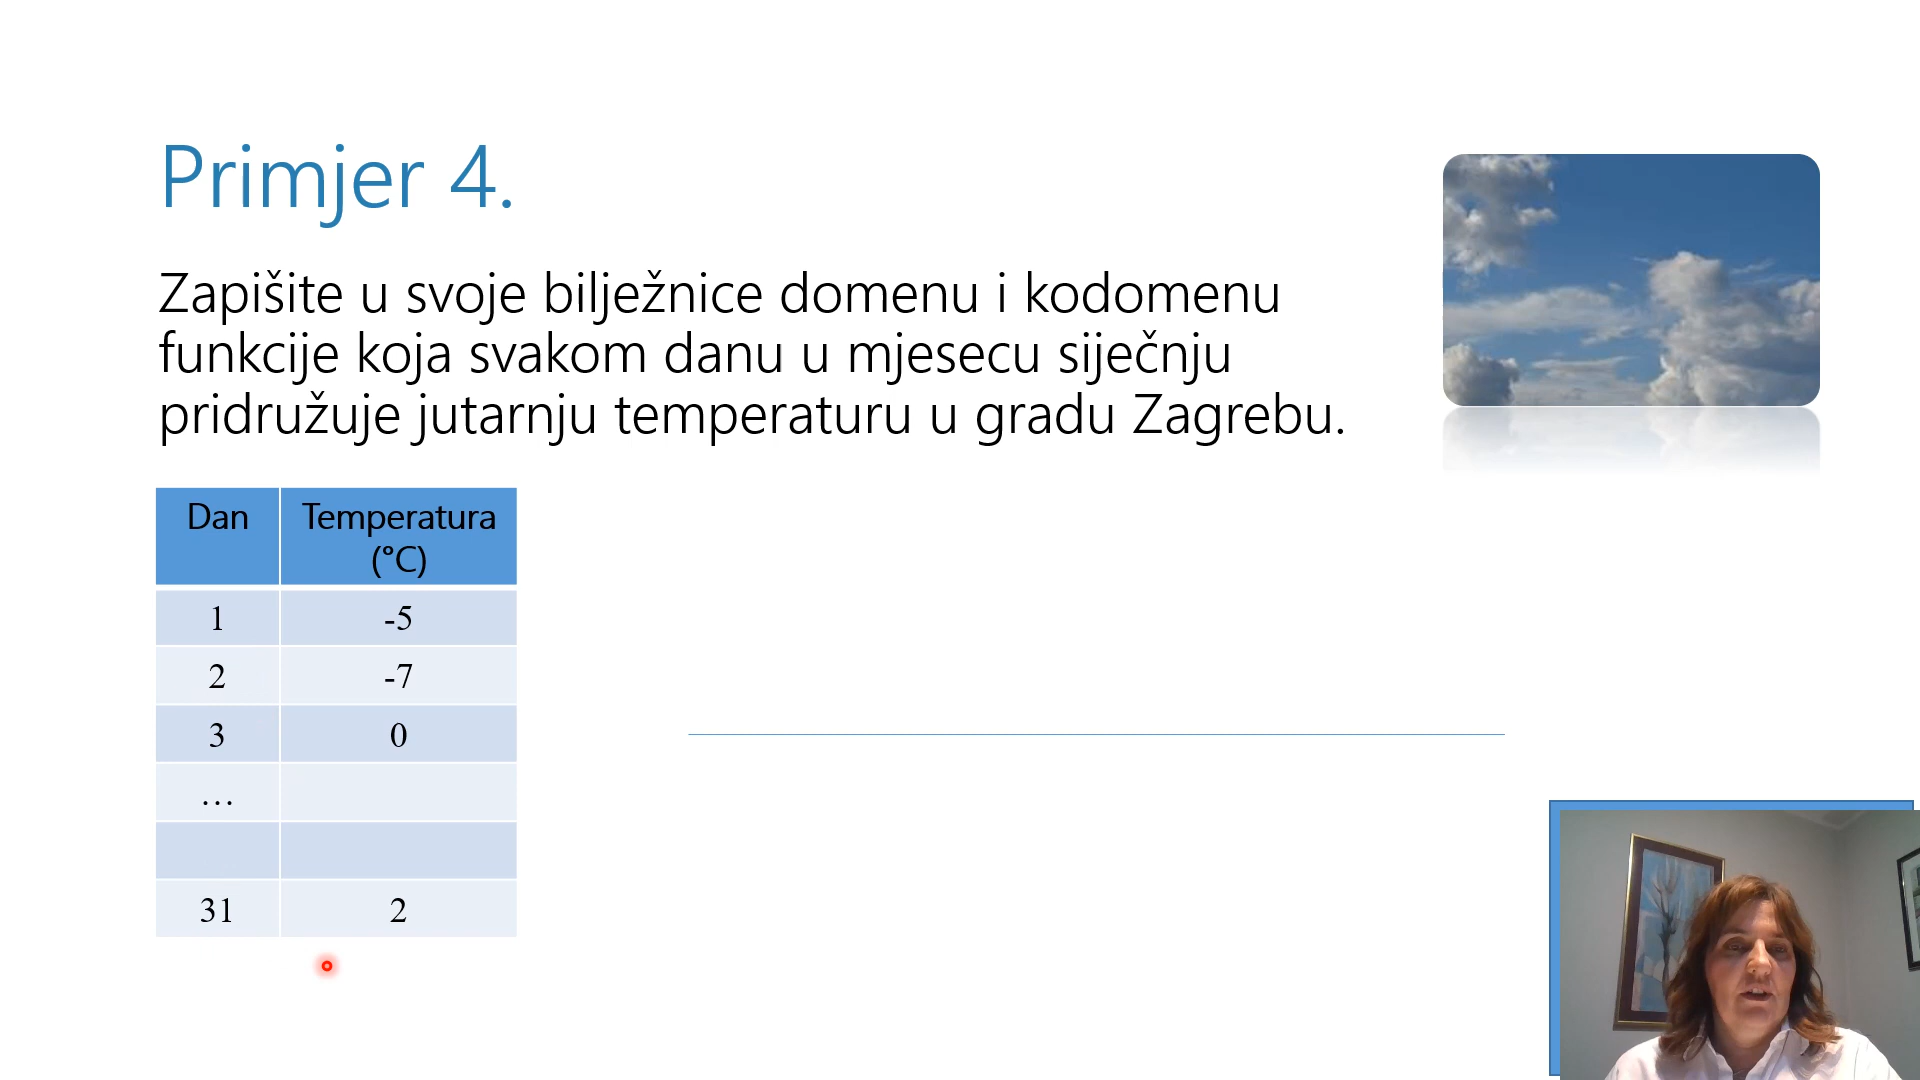 Primjer 4.
Zapišite u svoje bilježnice domenu i kodomenu
funkcije koja svakom danu u mjesecu siječnju
pridružuje jutarnju temperaturu u gradu Zagrebu.
Dan Temperatura
(°C)
1 -5
2 -7
3 0
...
31 2